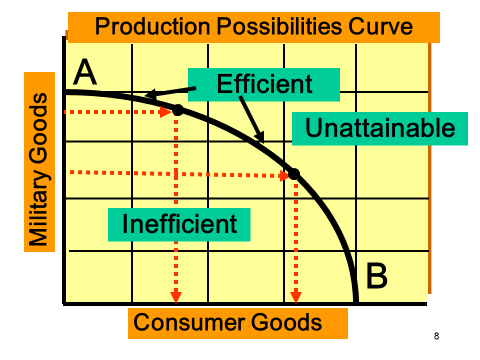 Production Possibilities Curve
A
Efficient
Unattainable
Military Goods
Inefficient
B
Consumer Goods
8